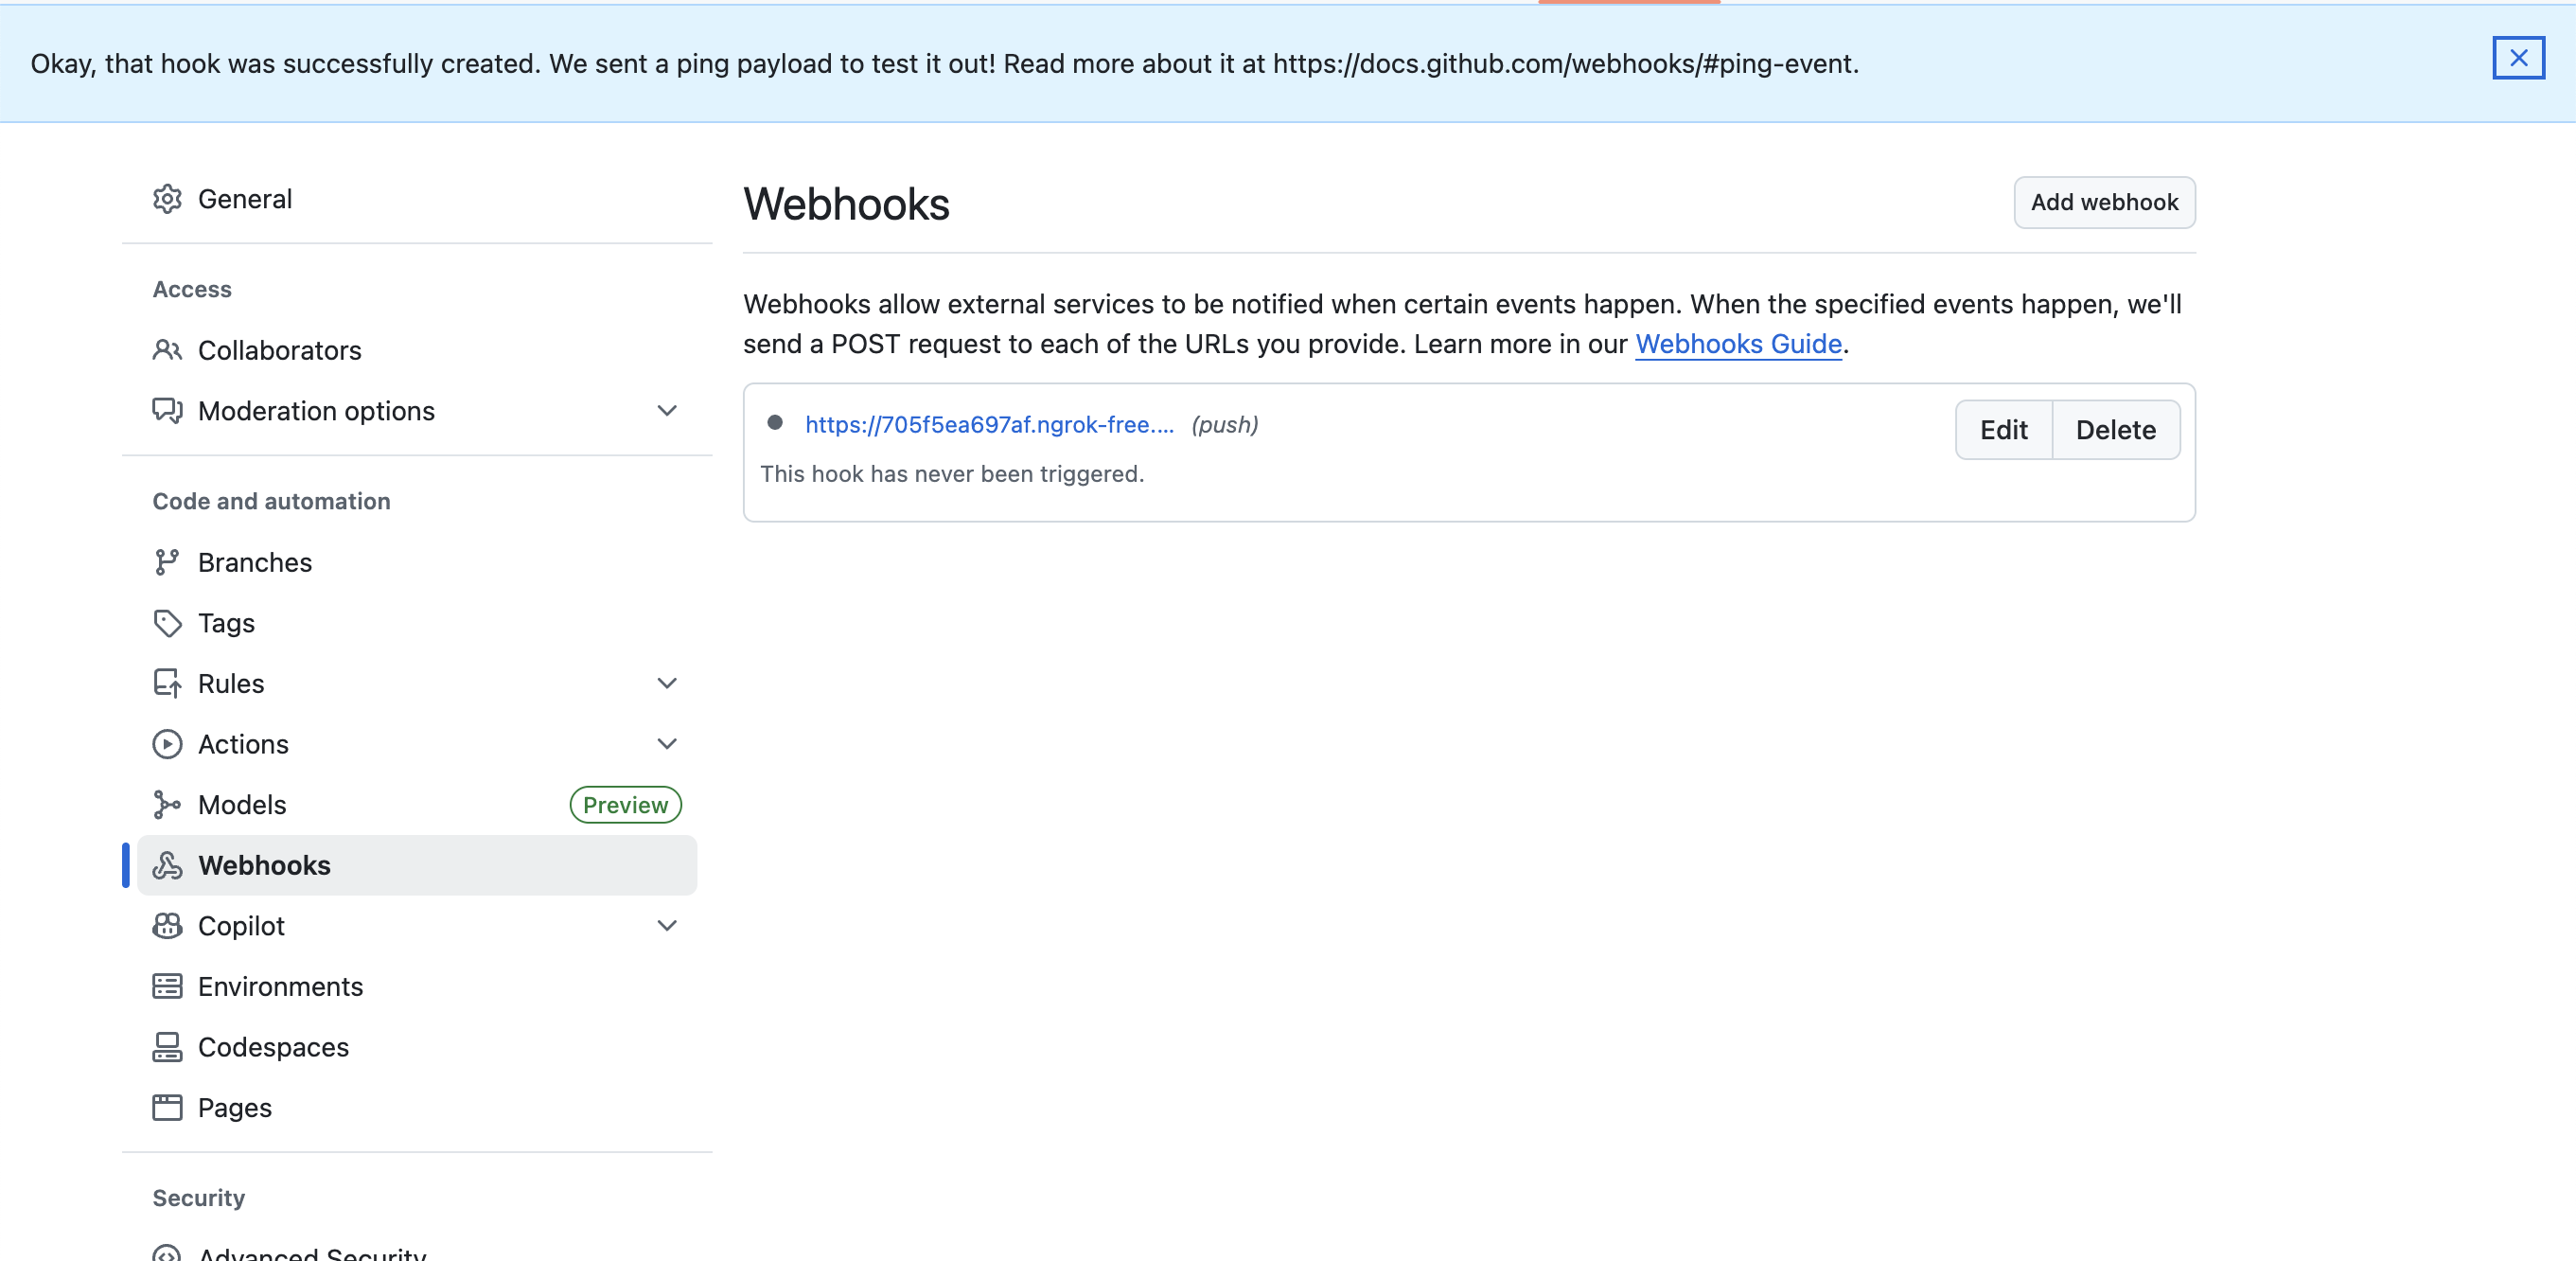 Okay, that hook was successfully created. We sent a ping payload to test it out! Read more about it at https://docs.github.com/webhooks/#ping-event.
General
Access
Collaborators
Moderation options
Code and automation
Branches
Tags
Rules
Actions
Models Preview
Webhooks
Copilot
Environments
Codespaces
Pages
Security
Advanced Security
Webhooks
Add webhook
Webhooks allow external services to be notified when certain events happen. When the specified events happen, we'll
send a POST request to each of the URLs you provide. Learn more in our Webhooks Guide.
https://705f5ea697af.ngrok-free.... (push)
Edit Delete
This hook has never been triggered.